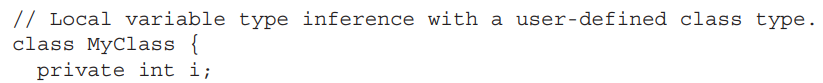 // Local variable type inference with a user-defined class type.
class MyClass {
  private int i;